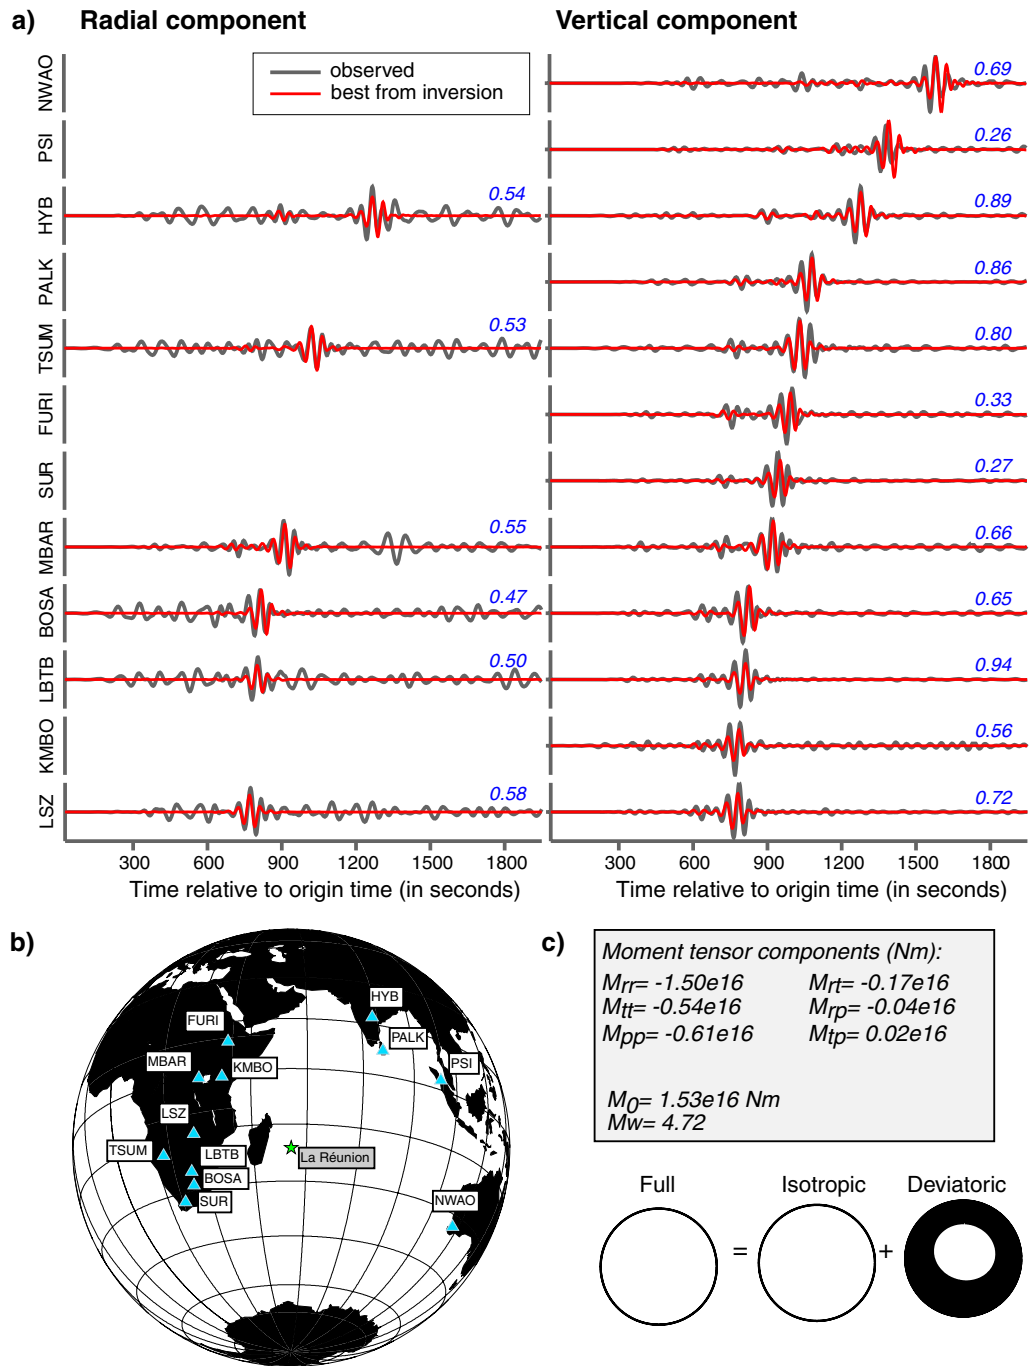 a) Radial component Vertical component
observed
best from inversion
NWAO 0.69
PSI 0.26
HYB 0.54 0.89
PALK 0.86
TSUM 0.53 0.80
FURI 0.33
SUR 0.27
MBAR 0.55 0.66
BOSA 0.47 0.65
LBTB 0.50 0.94
KMBO 0.56
LSZ 0.58 0.72
300 600 900 1200 1500 1800 300 600 900 1200 1500 1800
Time relative to origin time (in seconds) Time relative to origin time (in seconds)
b)
HYB
FURI
PALK
MBAR KMBO PSI
LSZ
TSUM LBTB La Réunion
BOSA
SUR NWAO
c)
Moment tensor components (Nm):
Mrr= -1.50e16 Mrt= -0.17e16
Mtt= -0.54e16 Mrp= -0.04e16
Mpp= -0.61e16 Mtp= 0.02e16
M0= 1.53e16 Nm
Mw= 4.72
Full Isotropic Deviatoric
= +